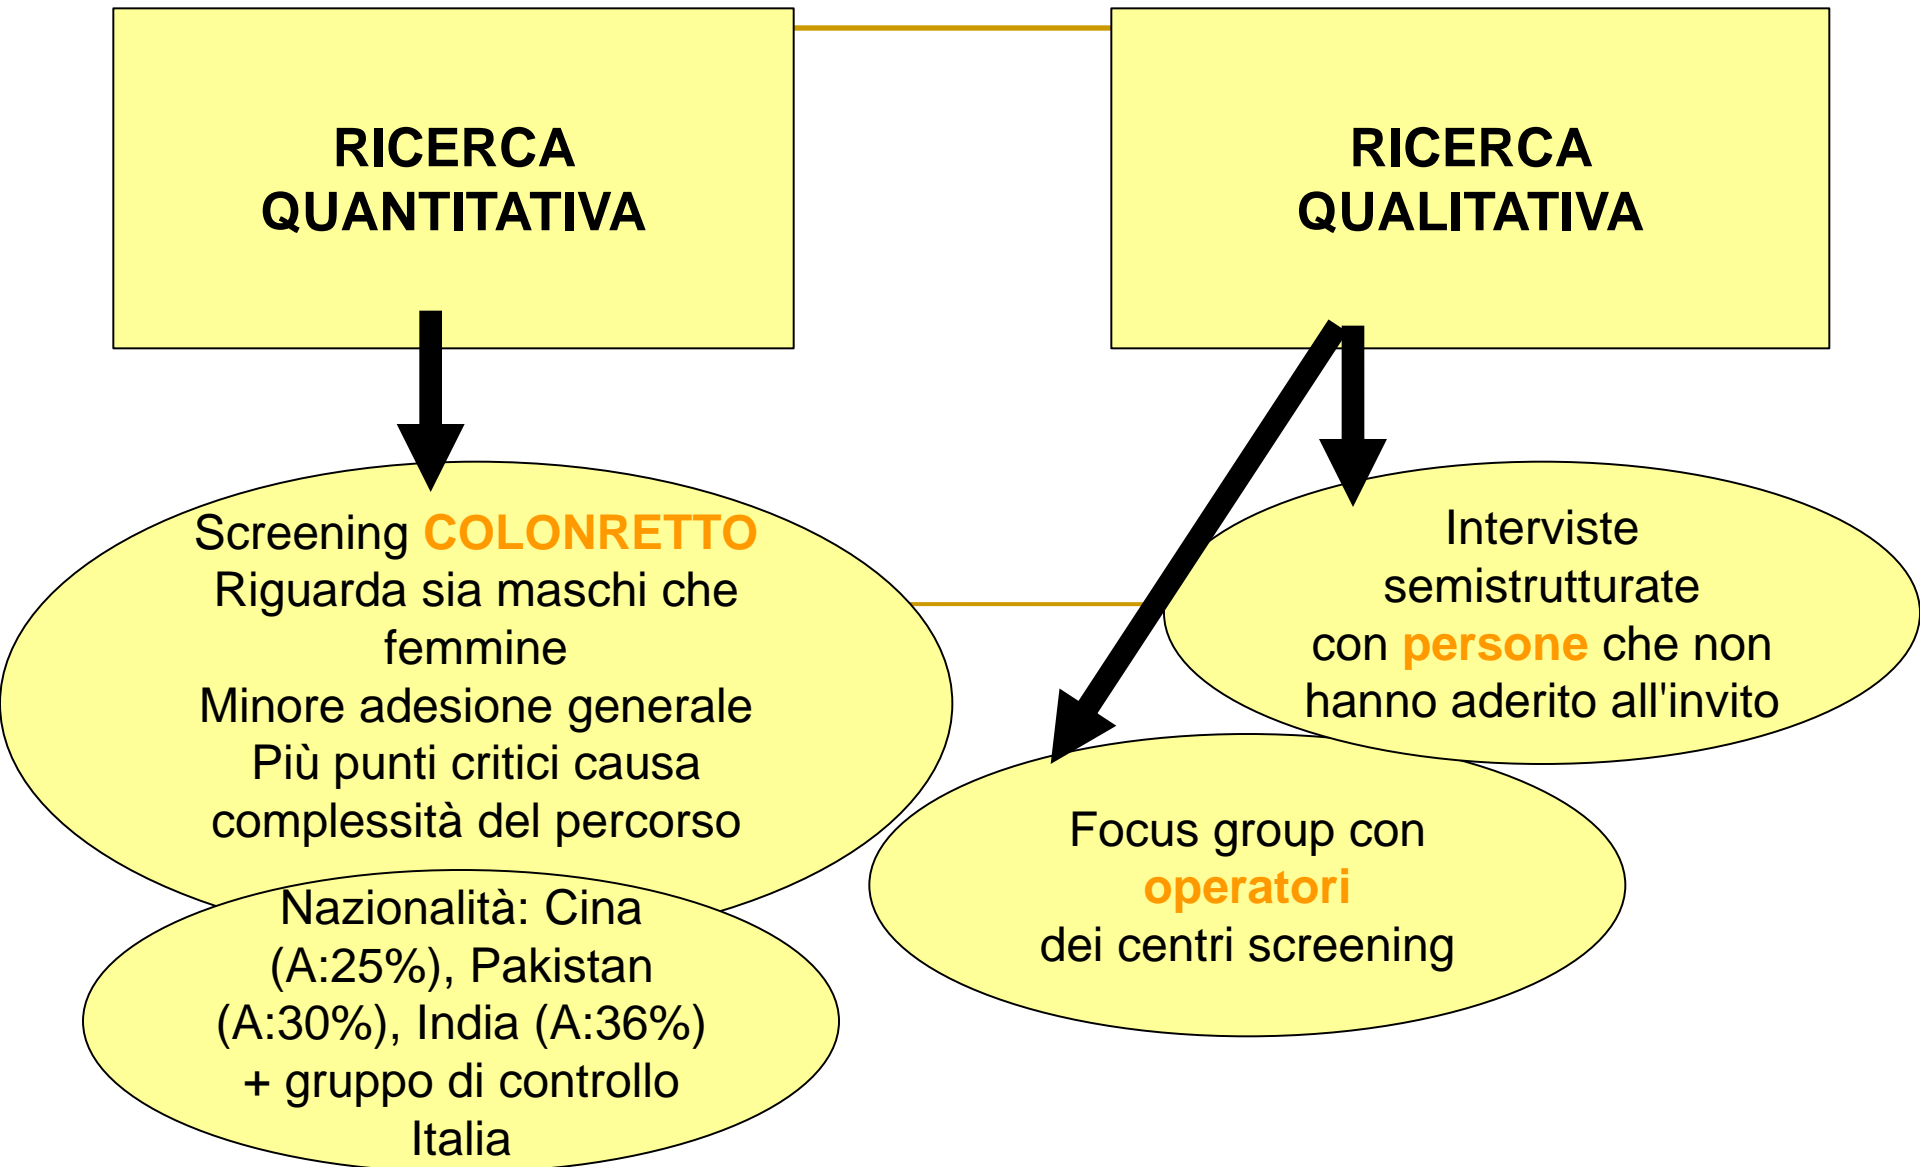 RICERCA
QUANTITATIVA
RICERCA
QUALITATIVA
Screening COLONRETTO
Riguarda sia maschi che
femmine
Minore adesione generale
Più punti critici causa
complessità del percorso
Nazionalità: Cina
(A:25%), Pakistan
(A:30%), India (A:36%)
+ gruppo di controllo
Italia
Interviste
semistrutturate
con persone che non
hanno aderito all'invito
Focus group con
operatori
dei centri screening